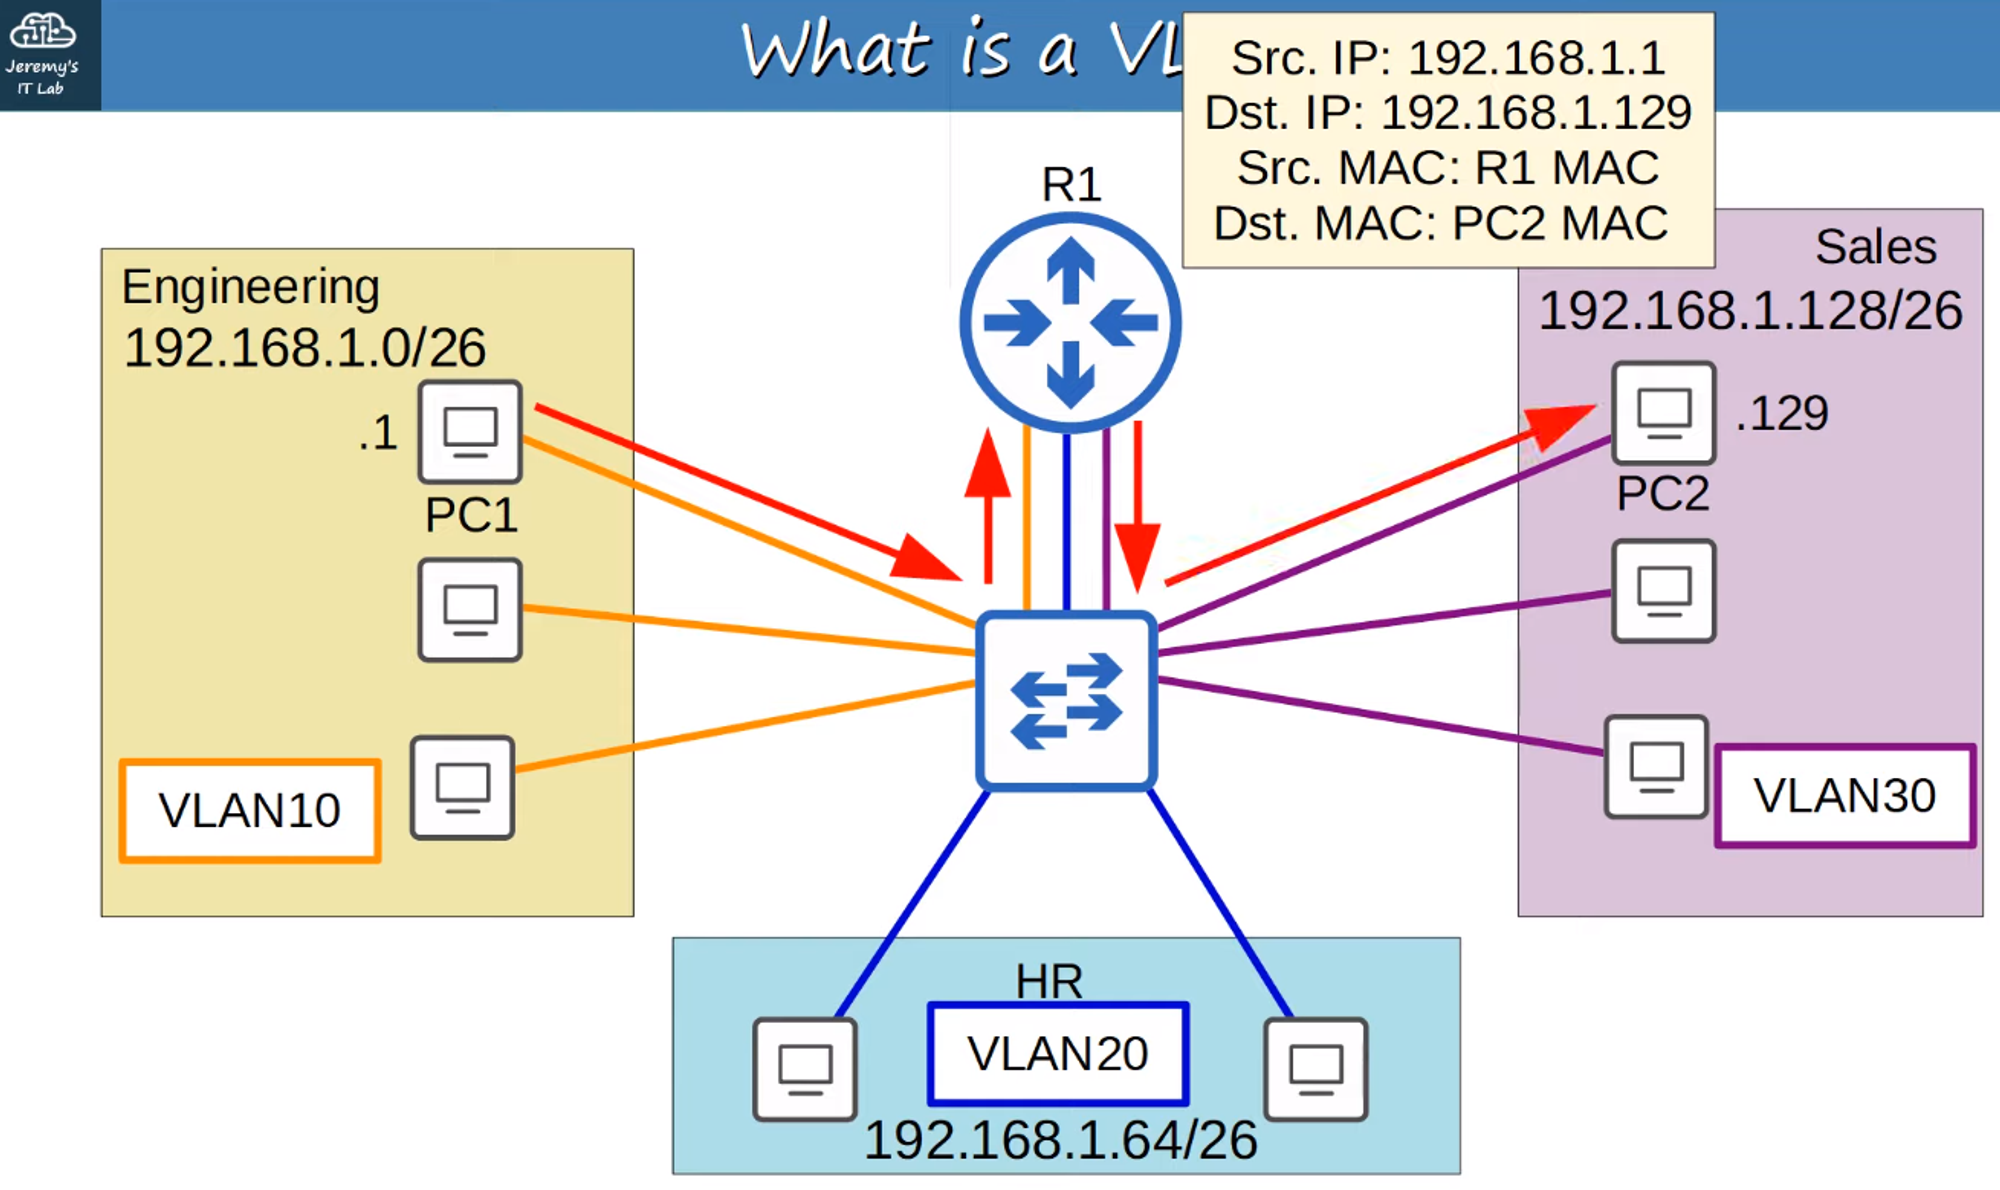 Jeremy's
IT Lab
What is a VL
Src. IP: 192.168.1.1
Dst. IP: 192.168.1.129
Src. MAC: R1 MAC
Dst. MAC: PC2 MAC
R1
Engineering
192.168.1.0/26
.1
PC1
VLAN10
Sales
192.168.1.128/26
.129
PC2
VLAN30
HR
VLAN20
192.168.1.64/26